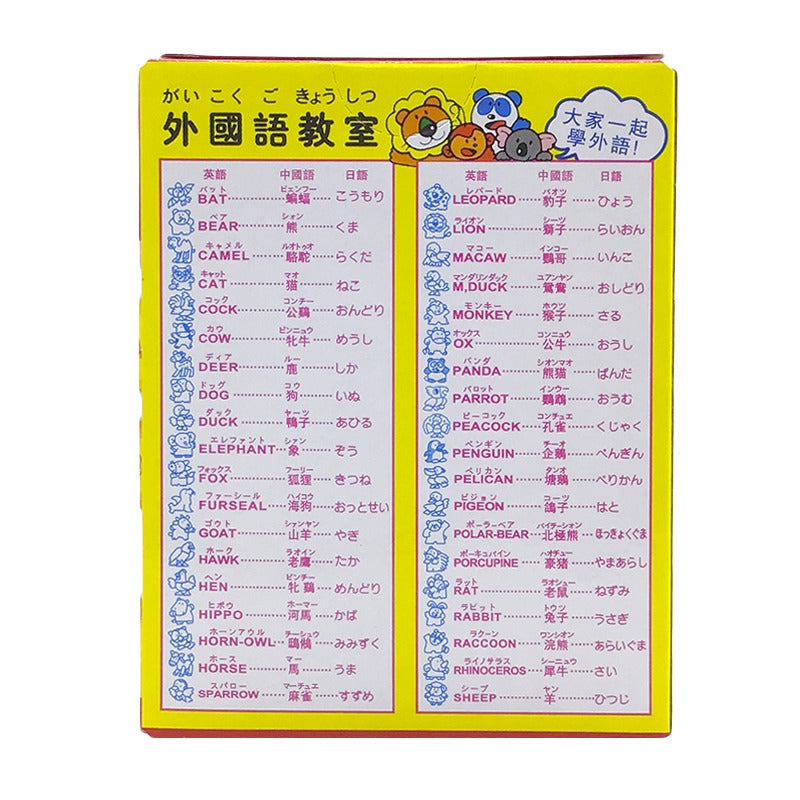 がい こく ご きょう しつ
外國語教室
大家一起
學外語!
英語 中國語 日語
バット ビェンフー
BAT 蝙蝠 こうもり
ベア シォン
BEAR 熊 くま
キャメル ルオトゥオ
CAMEL 駱駝 らくだ
キャット マオ
CAT 猫 ねこ
コック コンチー
COCK 公鷄 おんどり
カウ ピンニュウ
COW 牝牛 めうし
ディア ルー
DEER 鹿 しか
ドッグ コウ
DOG 狗 いぬ
ダック ヤーツ
DUCK 鴨子 あひる
エレファント シァン
ELEPHANT 象 ぞう
フォックス フーリー
FOX 狐狸 きつね
ファーシール ハイコウ
FURSEAL 海狗 おっとせい
ゴウト シァンヤン
GOAT 山羊 やぎ
ホーク ラオイン
HAWK 老鷹 たか
ヘン ピンチー
HEN 牝鷄 めんどり
ヒポウ ホーマー
HIPPO 河馬 かば
ホーンアウル チーシュウ
HORN-OWL 鴟鵂 みみずく
ホース マー
HORSE 馬 うま
スパロー マーチュエ
SPARROW 麻雀 すずめ
英語 中國語 日語
レパード パオツ
LEOPARD 豹子 ひょう
ライオン シーツ
LION 獅子 らいおん
マコー インコー
MACAW 鸚哥 いんこ
マンダリンダック ユアンヤン
M,DUCK 鴛鴦 おしどり
モンキー ホウツ
MONKEY 猴子 さる
オックス コンニュウ
OX 公牛 おうし
パンダ シオンマオ
PANDA 熊猫 ぱんだ
パロット インウー
PARROT 鸚鵡 おうむ
ピーコック コンチュエ
PEACOCK 孔雀 くじゃく
ペンギン チーオ
PENGUIN 企鵝 ぺんぎん
ペリカン タンオ
PELICAN 塘鵝 ぺりかん
ピジョン コーツ
PIGEON 鴿子 はと
ポーラーベア パイチーシォン
POLAR-BEAR 北極熊 ほっきょくぐま
ポーキュパイン ハオチュー
PORCUPINE 豪猪 やまあらし
ラット ラオシュー
RAT 老鼠 ねずみ
ラビット トウツ
RABBIT 兔子 うさぎ
ラクーン ワンシオン
RACCOON 浣熊 あらいぐま
ライノサラス シーニュウ
RHINOCEROS 犀牛 さい
シープ ヤン
SHEEP 羊 ひつじ